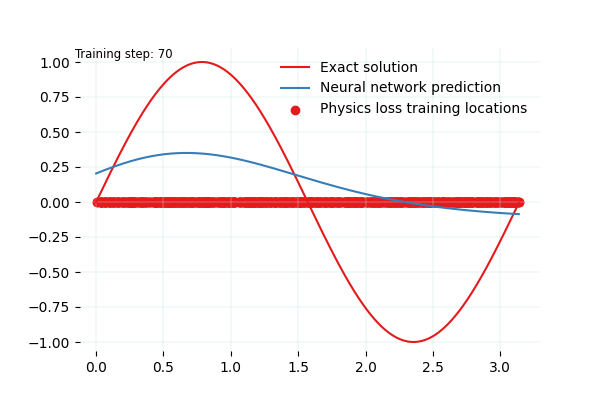 Training step: 70
Exact solution
Neural network prediction
Physics loss training locations
1.00
0.75
0.50
0.25
0.00
−0.25
−0.50
−0.75
−1.00
0.0 0.5 1.0 1.5 2.0 2.5 3.0